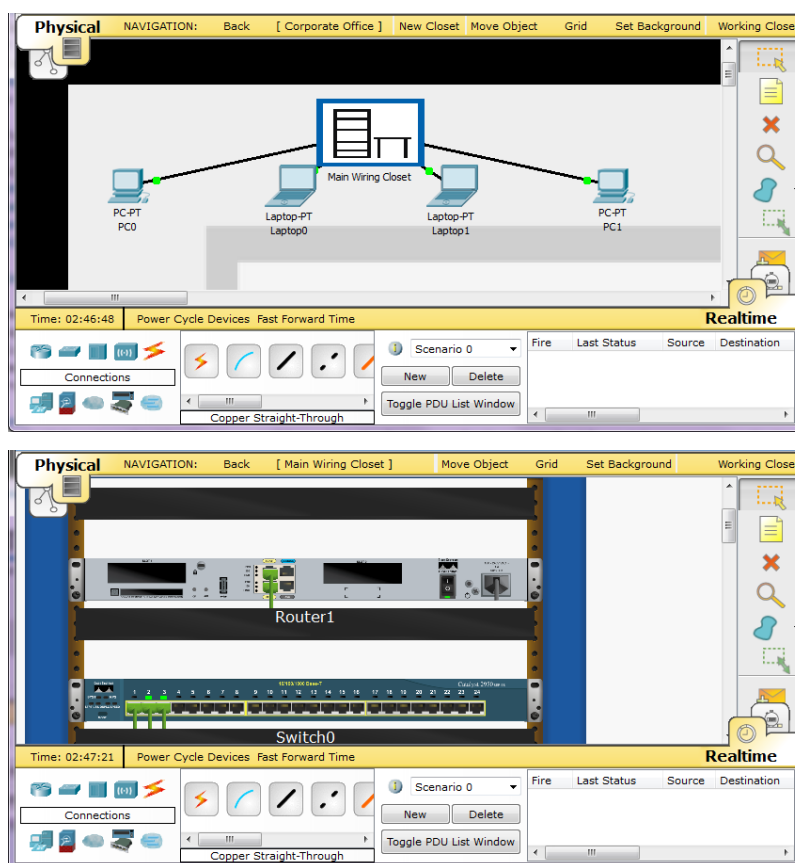 Physical NAVIGATION: Back [ Corporate Office ] New Closet Move Object Grid Set Background Working Close
Main Wiring Closet
PC-PT
PC0
Laptop-PT
Laptop0
Laptop-PT
Laptop1
PC-PT
PC1
Time: 02:46:48 Power Cycle Devices Fast Forward Time Realtime
Scenario 0
Fire Last Status Source Destination
Connections
New Delete
Toggle PDU List Window
Copper Straight-Through
Physical NAVIGATION: Back [ Main Wiring Closet ] Move Object Grid Set Background Working Close
Router1
10/100/1000 Base-T
1 2 3 4 5 6 7 8 9 10 11 12 13 14 15 16 17 18 19 20 21 22 23 24
Switch0
Time: 02:47:21 Power Cycle Devices Fast Forward Time Realtime
Scenario 0
Fire Last Status Source Destination
Connections
New Delete
Toggle PDU List Window
Copper Straight-Through